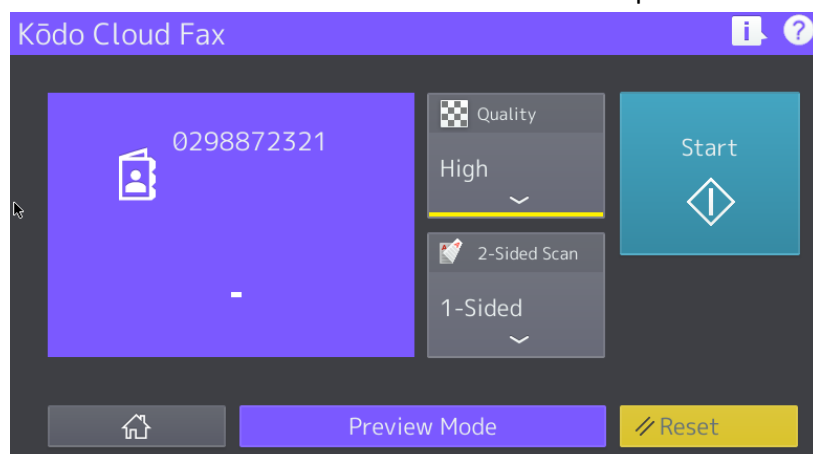 Kōdo Cloud Fax
0298872321
-
Quality
High
2-Sided Scan
1-Sided
Start
Preview Mode
Reset